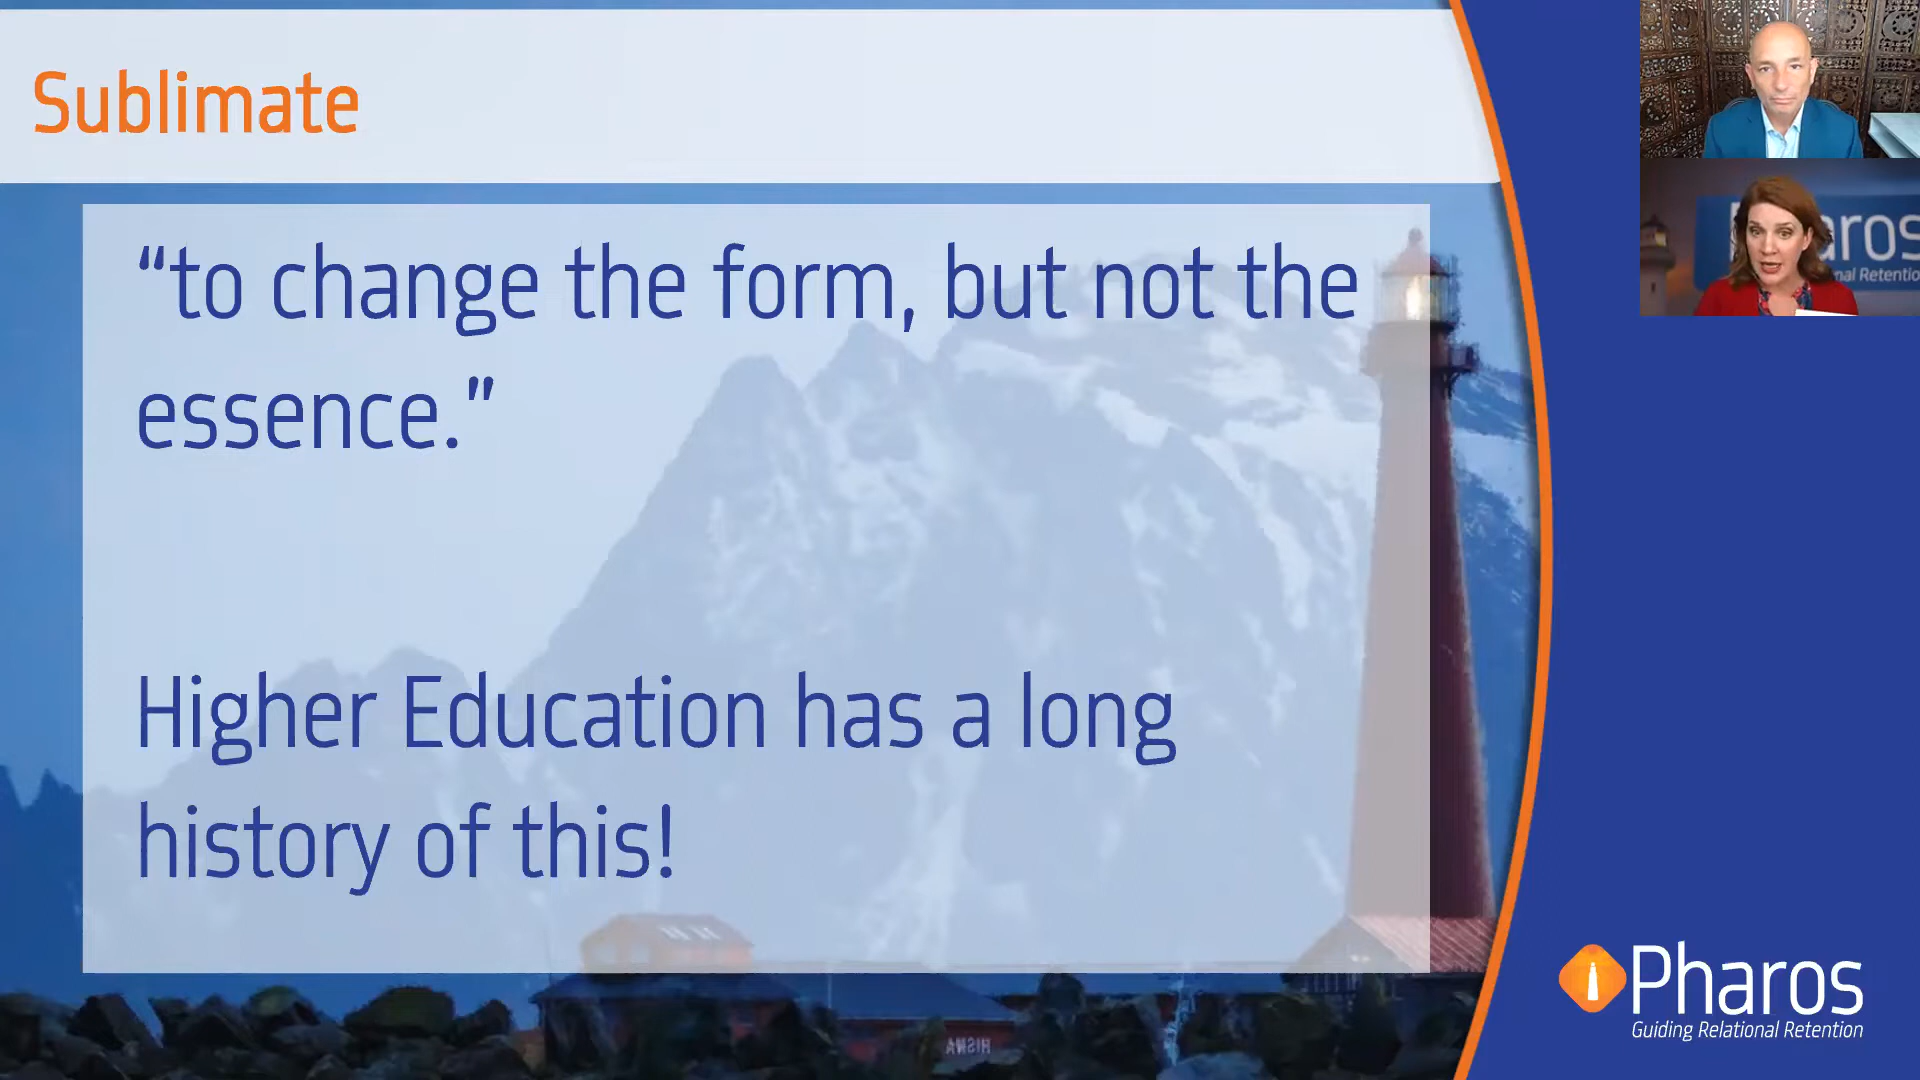 Sublimate
“to change the form, but not the
essence.”
Higher Education has a long
history of this!
Pharos
Guiding Relational Retention